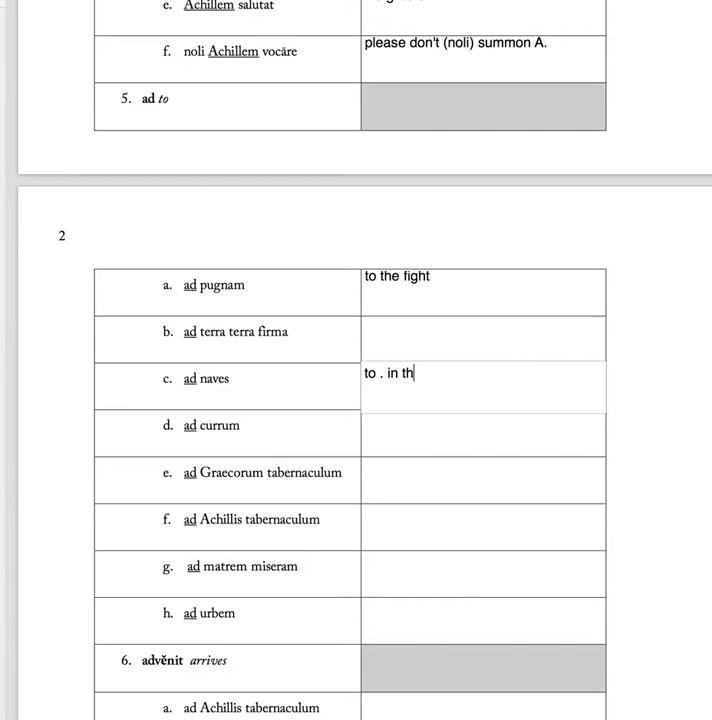 e. Achillem salutat
f. noli Achillem vocāre
please don't (noli) summon A.
5. ad to
2
a. ad pugnam
to the fight
b. ad terra terra firma
c. ad naves
to . in th
d. ad currum
e. ad Graecorum tabernaculum
f. ad Achillis tabernaculum
g. ad matrem miseram
h. ad urbem
6. advĕnit arrives
a. ad Achillis tabernaculum